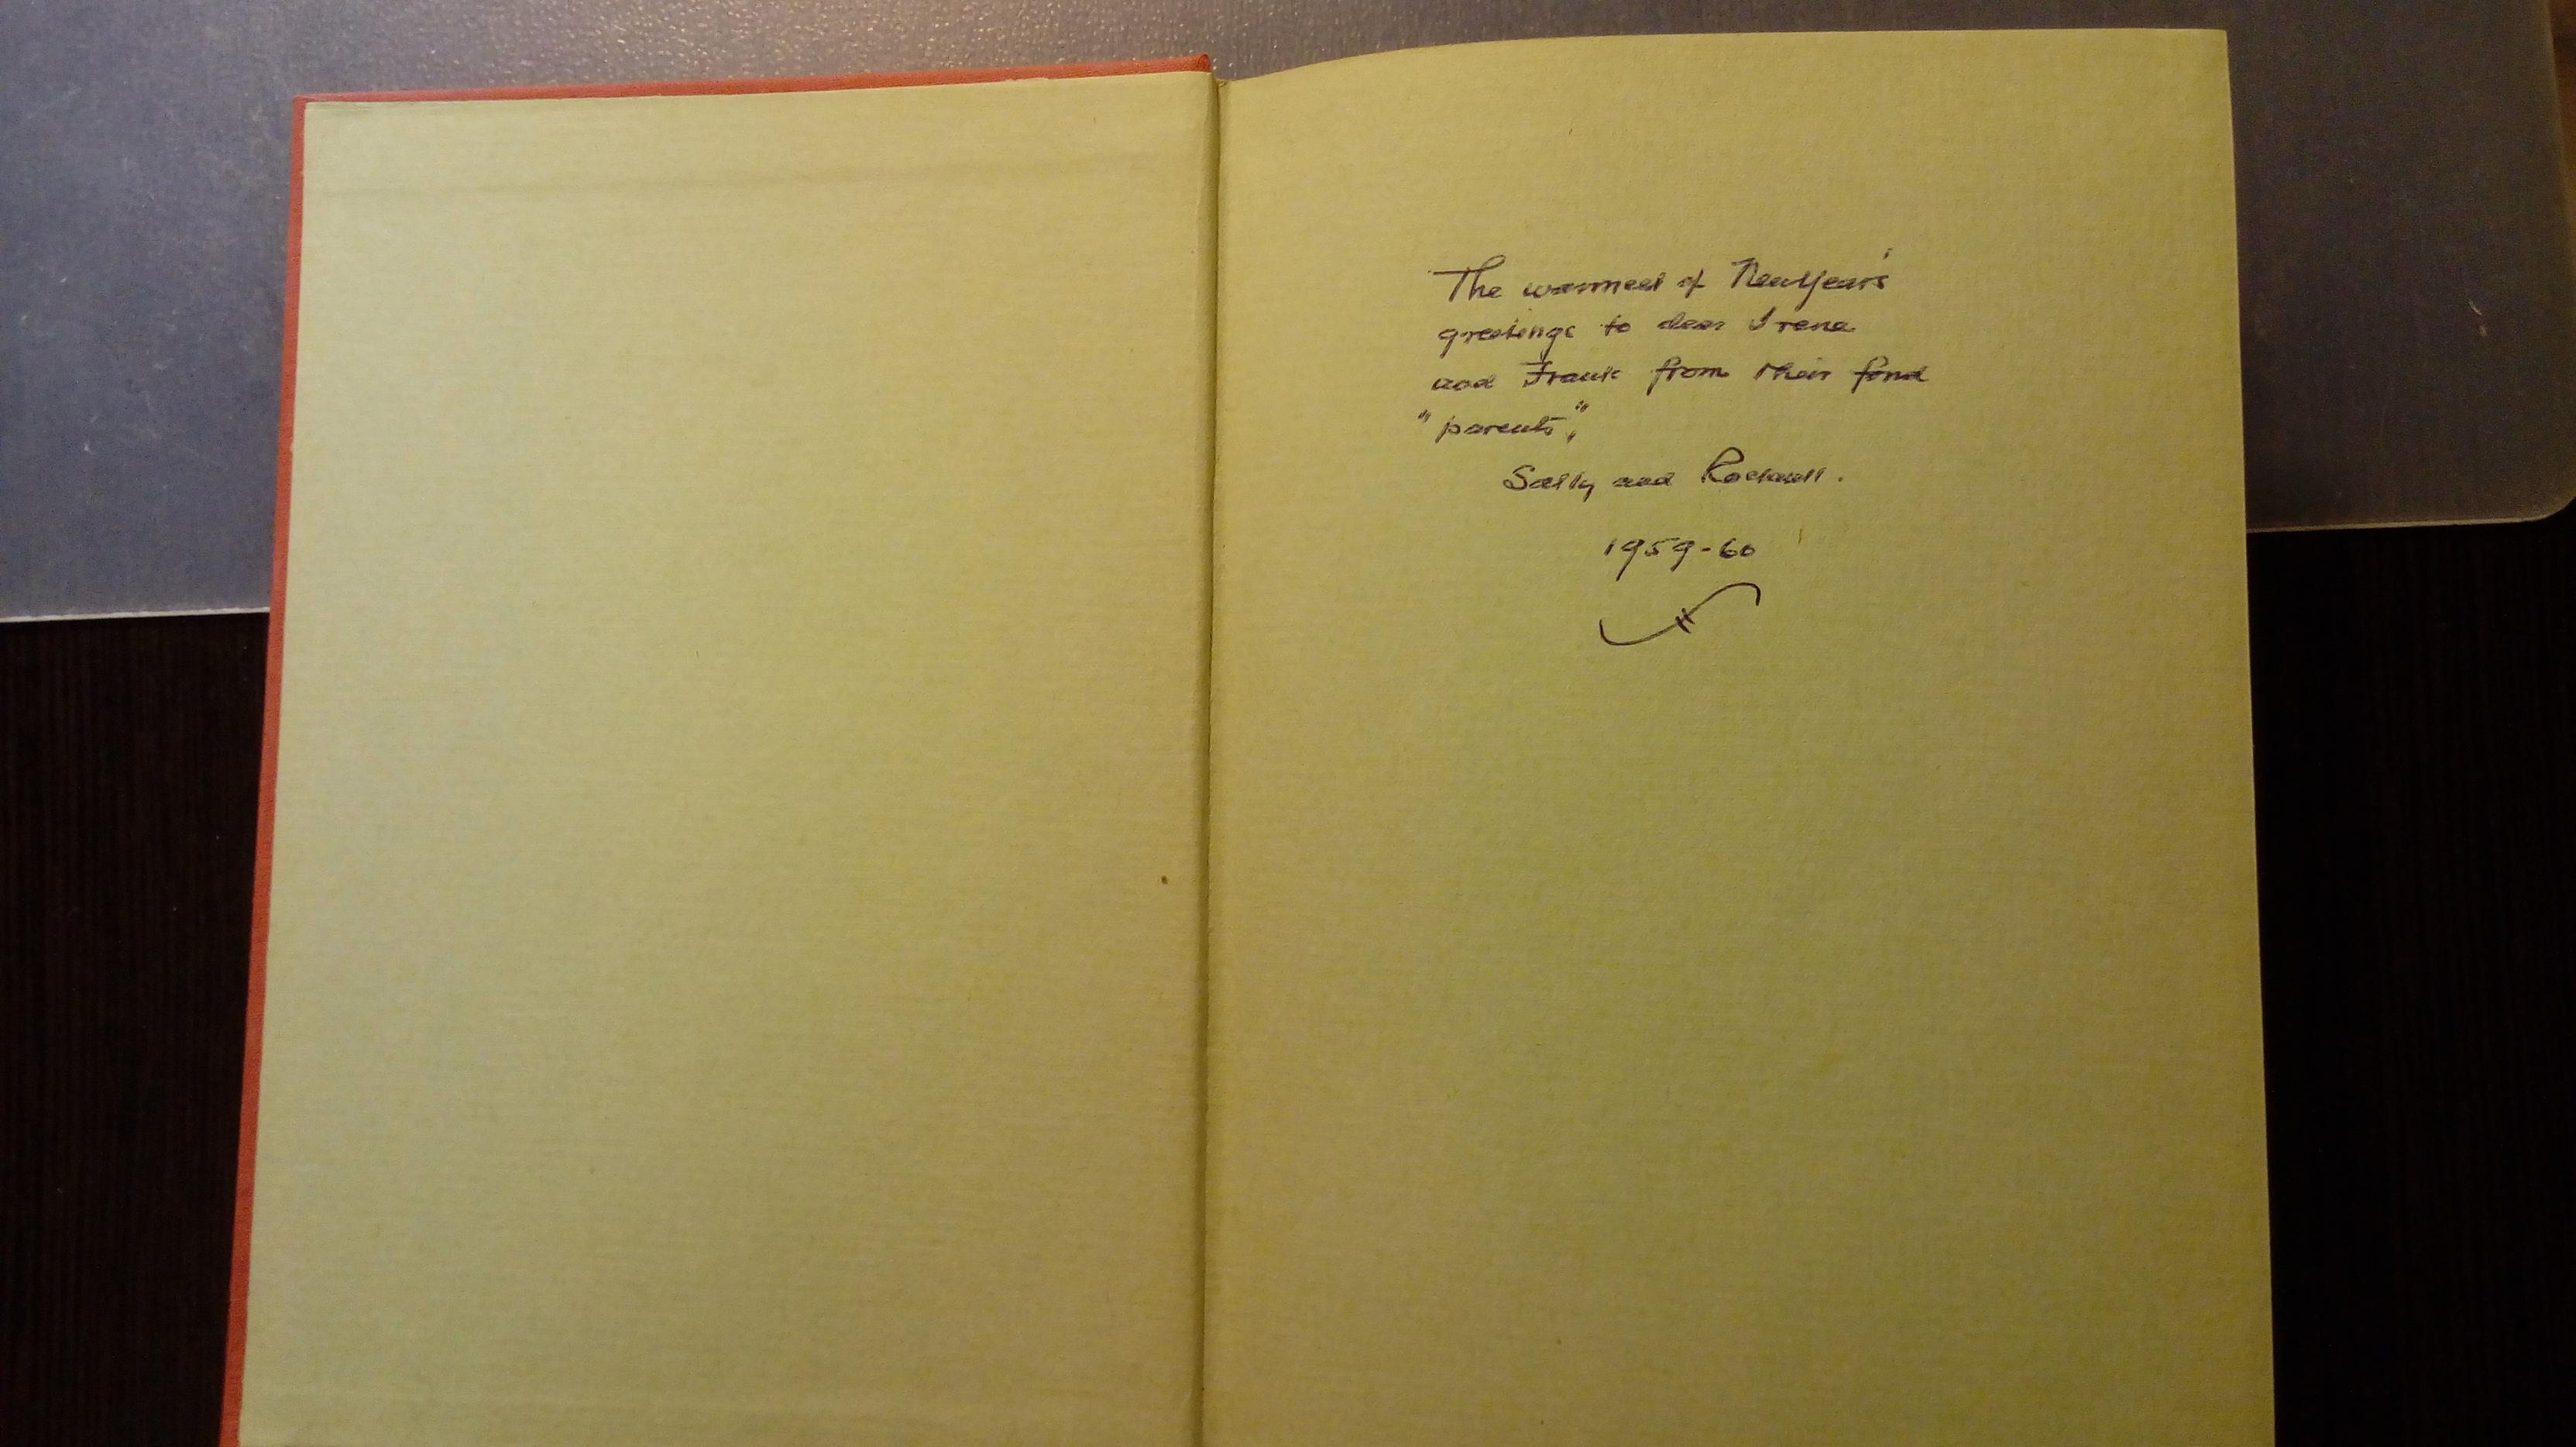 The warmest of New Year's
greetings to dear Irena
and Frank from their fond
"parents",
Sally and Rockwell.
1959-60